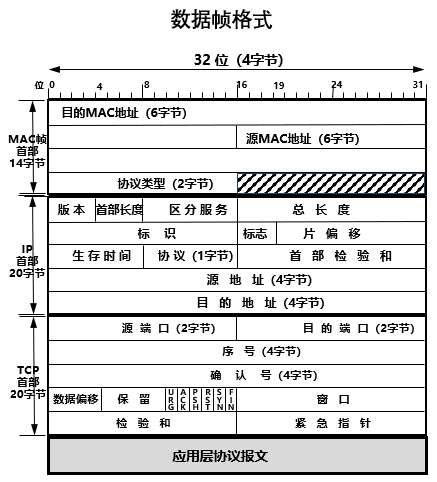 数据帧格式
32 位 (4字节)
位 0 4 8 16 19 24 31
目的MAC地址 (6字节)
源MAC地址 (6字节)
MAC帧
首部
14字节
协议类型 (2字节)
版本 首部长度 区分服务 总长度
标识 标志 片偏移
IP
首部
20字节
生存时间 协议 (1字节) 首部检验和
源地址 (4字节)
目的地址 (4字节)
源端口 (2字节) 目的端口 (2字节)
序号 (4字节)
TCP
首部
20字节
确认号 (4字节)
数据偏移 保留 URG ACK PSH RST SYN FIN 窗口
检验和 紧急指针
应用层协议报文